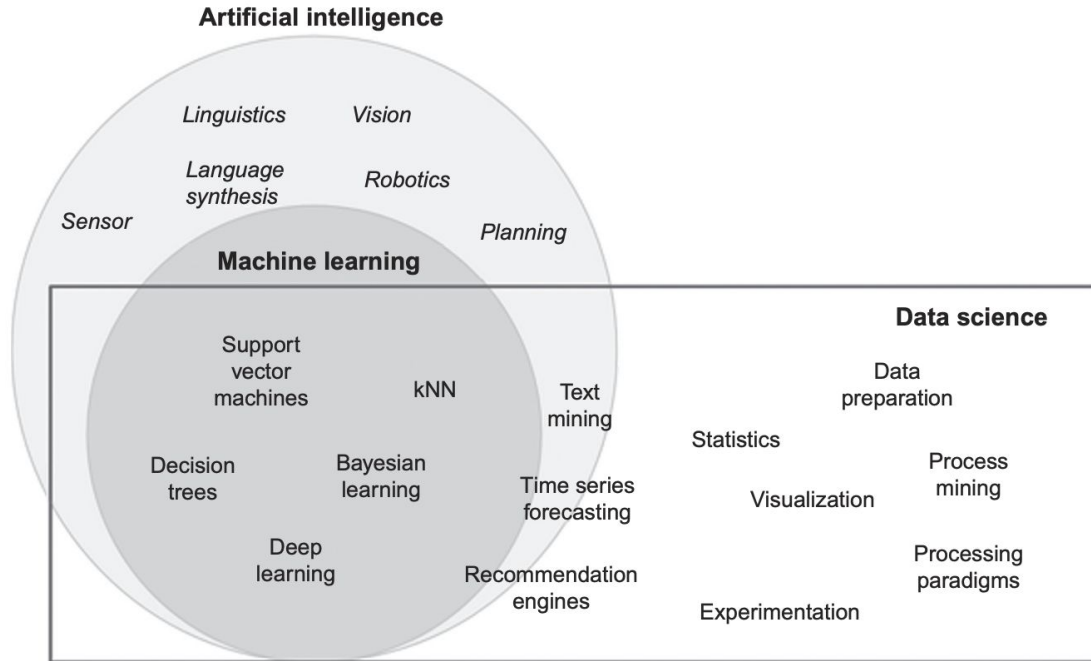 Artificial intelligence
Linguistics
Vision
Language
synthesis
Robotics
Sensor
Planning
Machine learning
Data science
Support
vector
machines
kNN
Text
mining
Data
preparation
Statistics
Decision
trees
Bayesian
learning
Time series
forecasting
Visualization
Process
mining
Deep
learning
Recommendation
engines
Experimentation
Processing
paradigms